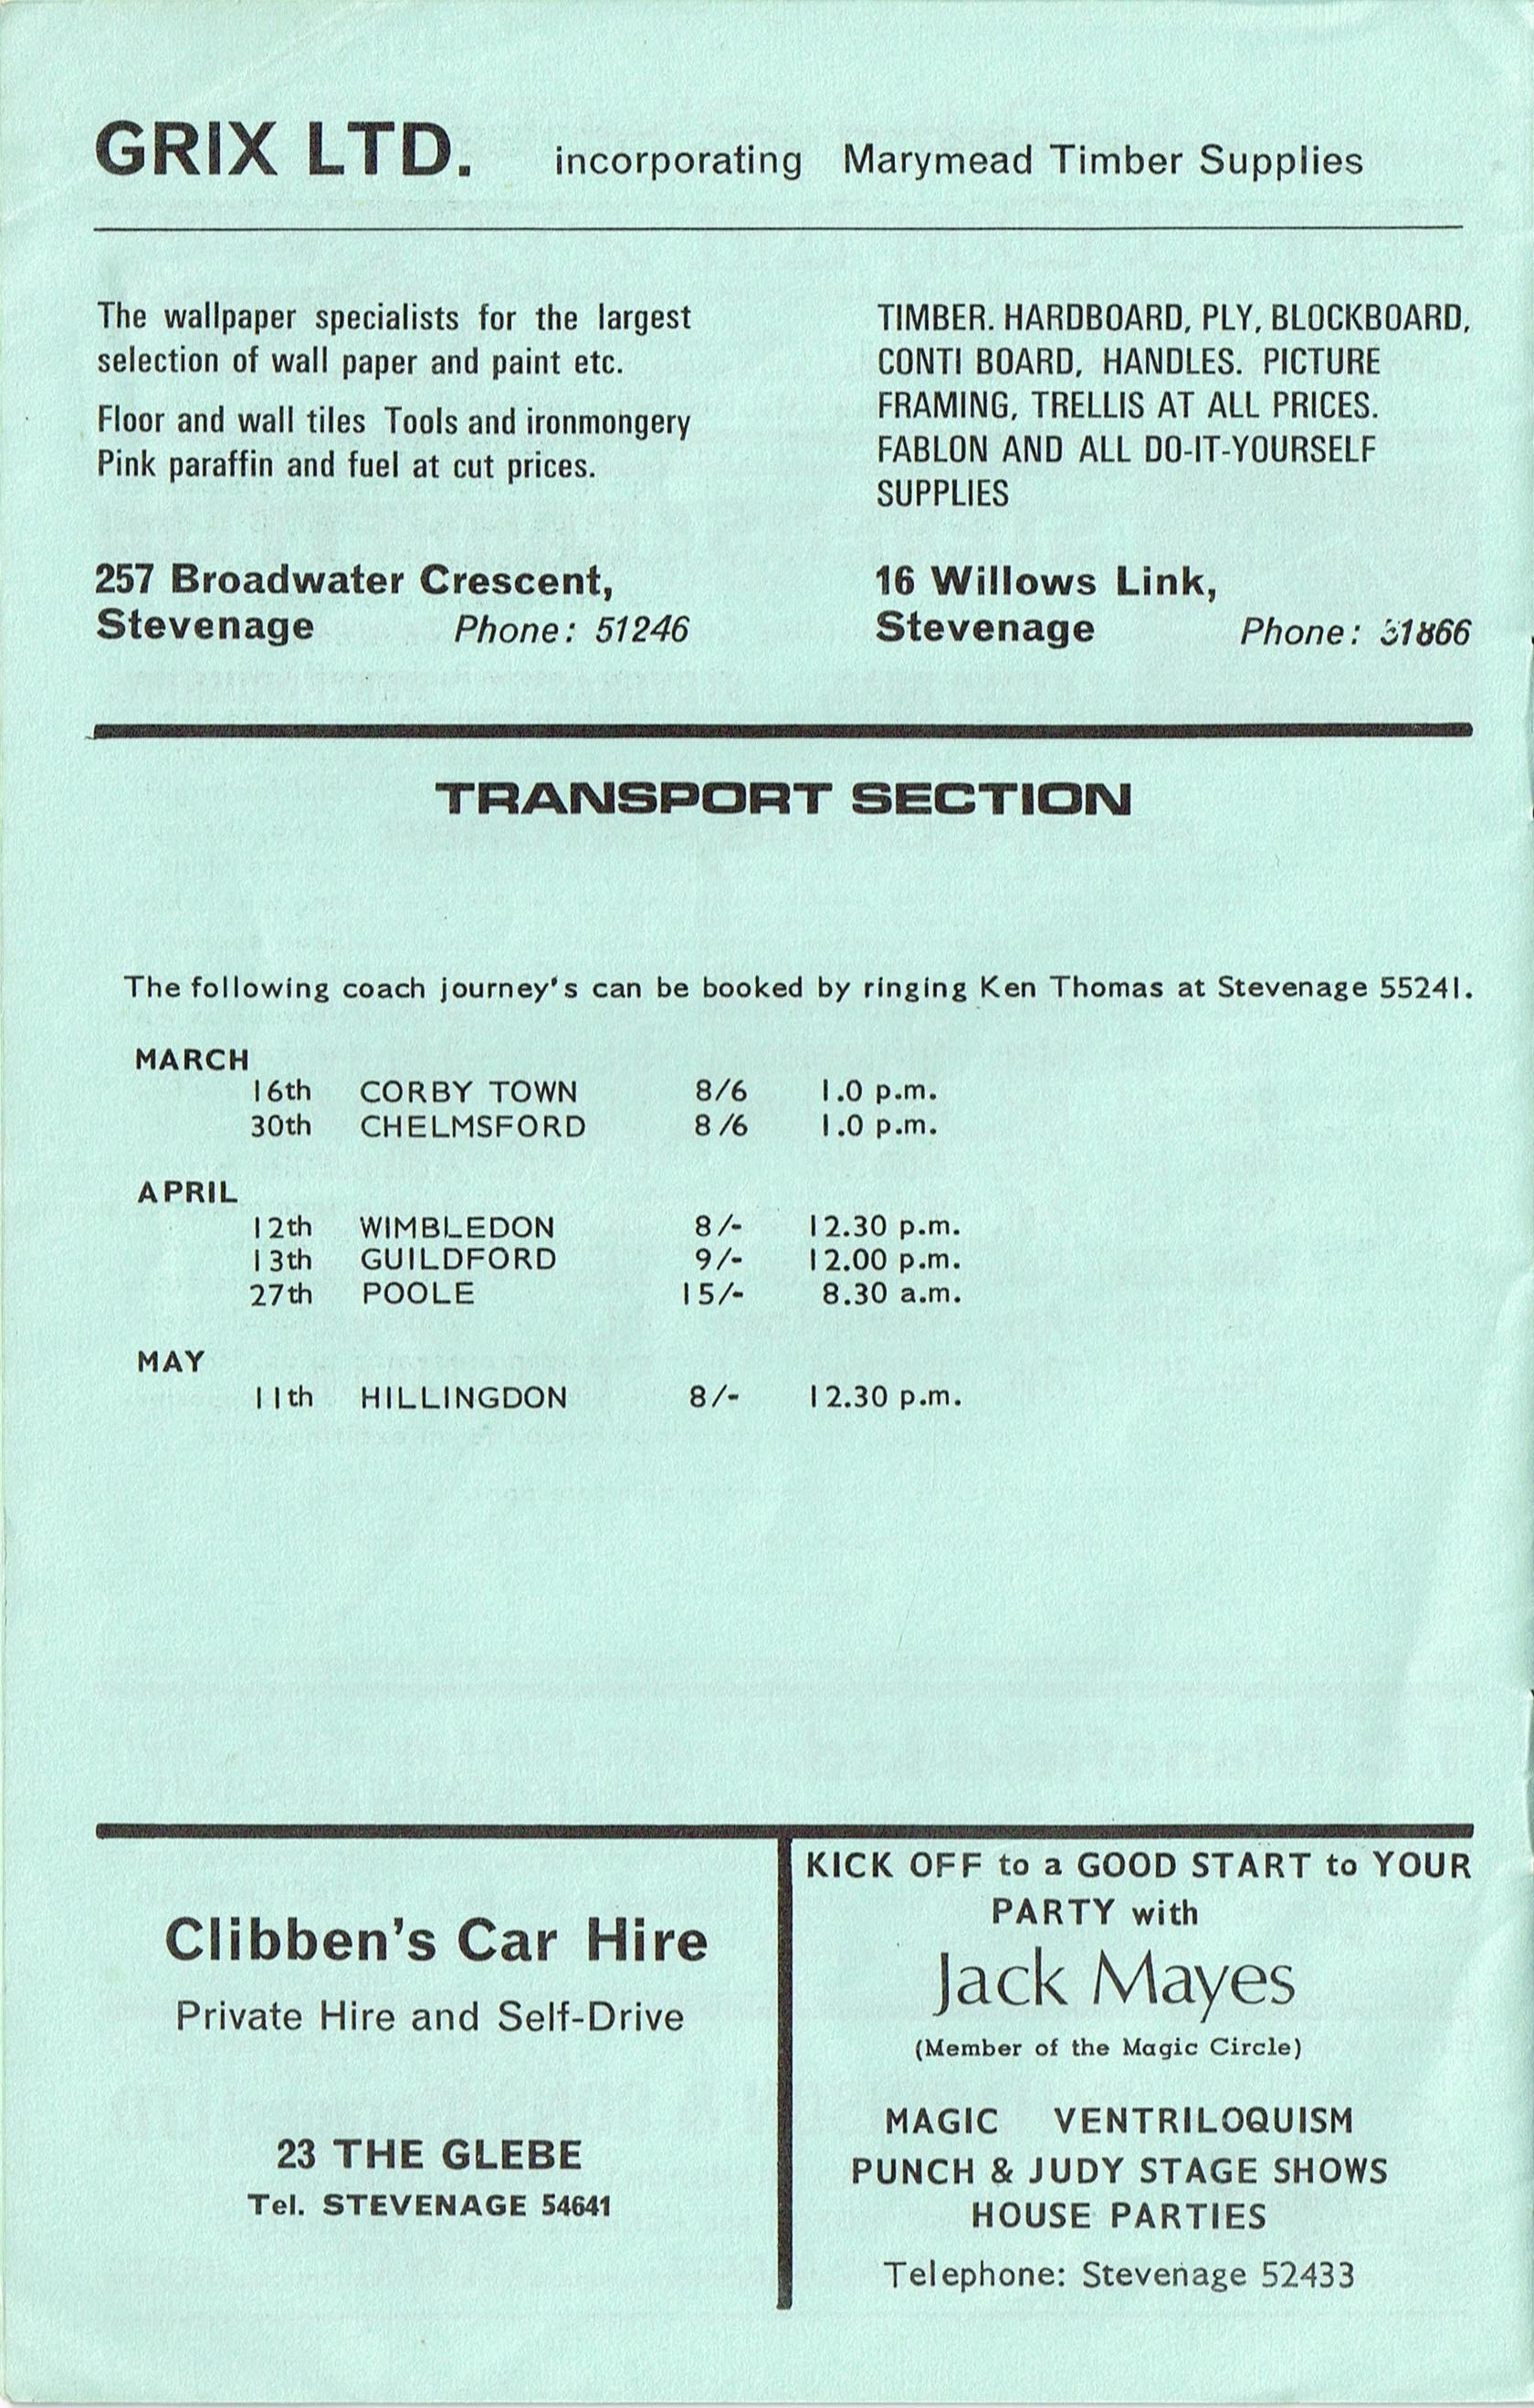 GRIX LTD. incorporating Marymead Timber Supplies
The wallpaper specialists for the largest
selection of wall paper and paint etc.
Floor and wall tiles Tools and ironmongery
Pink paraffin and fuel at cut prices.
257 Broadwater Crescent,
Stevenage Phone: 51246
TIMBER. HARDBOARD, PLY, BLOCKBOARD,
CONTI BOARD, HANDLES. PICTURE
FRAMING, TRELLIS AT ALL PRICES.
FABLON AND ALL DO-IT-YOURSELF
SUPPLIES
16 Willows Link,
Stevenage Phone:
TRANSPORT SECTION
The following coach journey's can be booked by ringing Ken Thomas at Stevenage 55241.
MARCH
16th CORBY TOWN 8/6 1.0 p.m.
30th CHELMSFORD 8/6 1.0 p.m.
APRIL
12th WIMBLEDON 8/- 12.30 p.m.
13th GUILDFORD 9/- 12.00 p.m.
27th POOLE 15/- 8.30 a.m.
MAY
11th HILLINGDON 8/- 12.30 p.m.
Clibben's Car Hire
Private Hire and Self-Drive
23 THE GLEBE
Tel. STEVENAGE 54641
KICK OFF to a GOOD START to YOUR
PARTY with
Jack Mayes
(Member of the Magic Circle)
MAGIC VENTRILOQUISM
PUNCH & JUDY STAGE SHOWS
HOUSE PARTIES
Telephone: Stevenage 52433